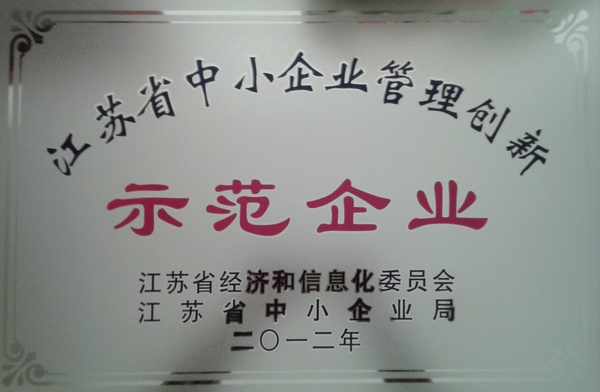 江苏省中小企业管理创新
示范企业
江苏省经济和信息化委员会
江苏省中小企业局
二〇一二年